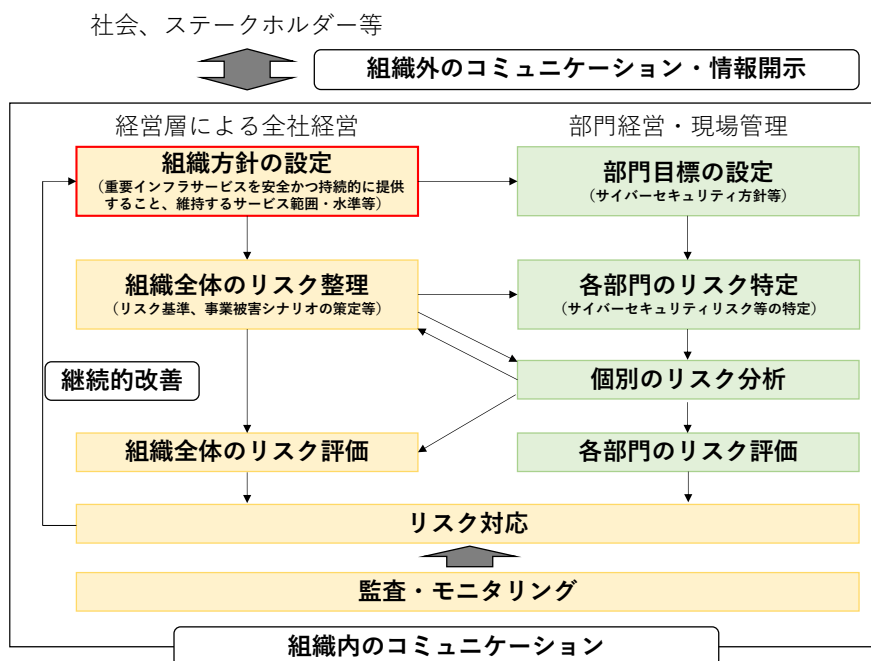 社会、ステークホルダー等
組織外のコミュニケーション・情報開示
経営層による全社経営
部門経営・現場管理
組織方針の設定
（重要インフラサービスを安全かつ持続的に提供
すること、維持するサービス範囲・水準等）
部門目標の設定
（サイバーセキュリティ方針等）
組織全体のリスク整理
（リスク基準、事業被害シナリオの策定等）
各部門のリスク特定
（サイバーセキュリティリスク等の特定）
継続的改善
個別のリスク分析
組織全体のリスク評価
各部門のリスク評価
リスク対応
監査・モニタリング
組織内のコミュニケーション